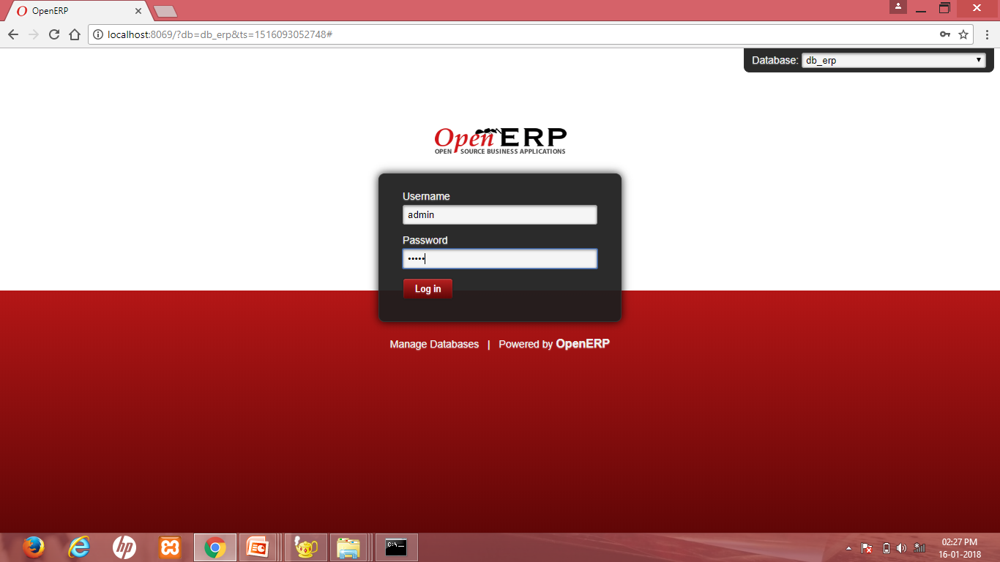 OpenERP
localhost:8069/?db=db_erp&ts=1516093052748#
Database: db_erp
OpenERP
OPEN SOURCE BUSINESS APPLICATIONS
Username
admin
Password
•••••
Log in
Manage Databases | Powered by OpenERP
hp
C:\
02:27 PM
16-01-2018